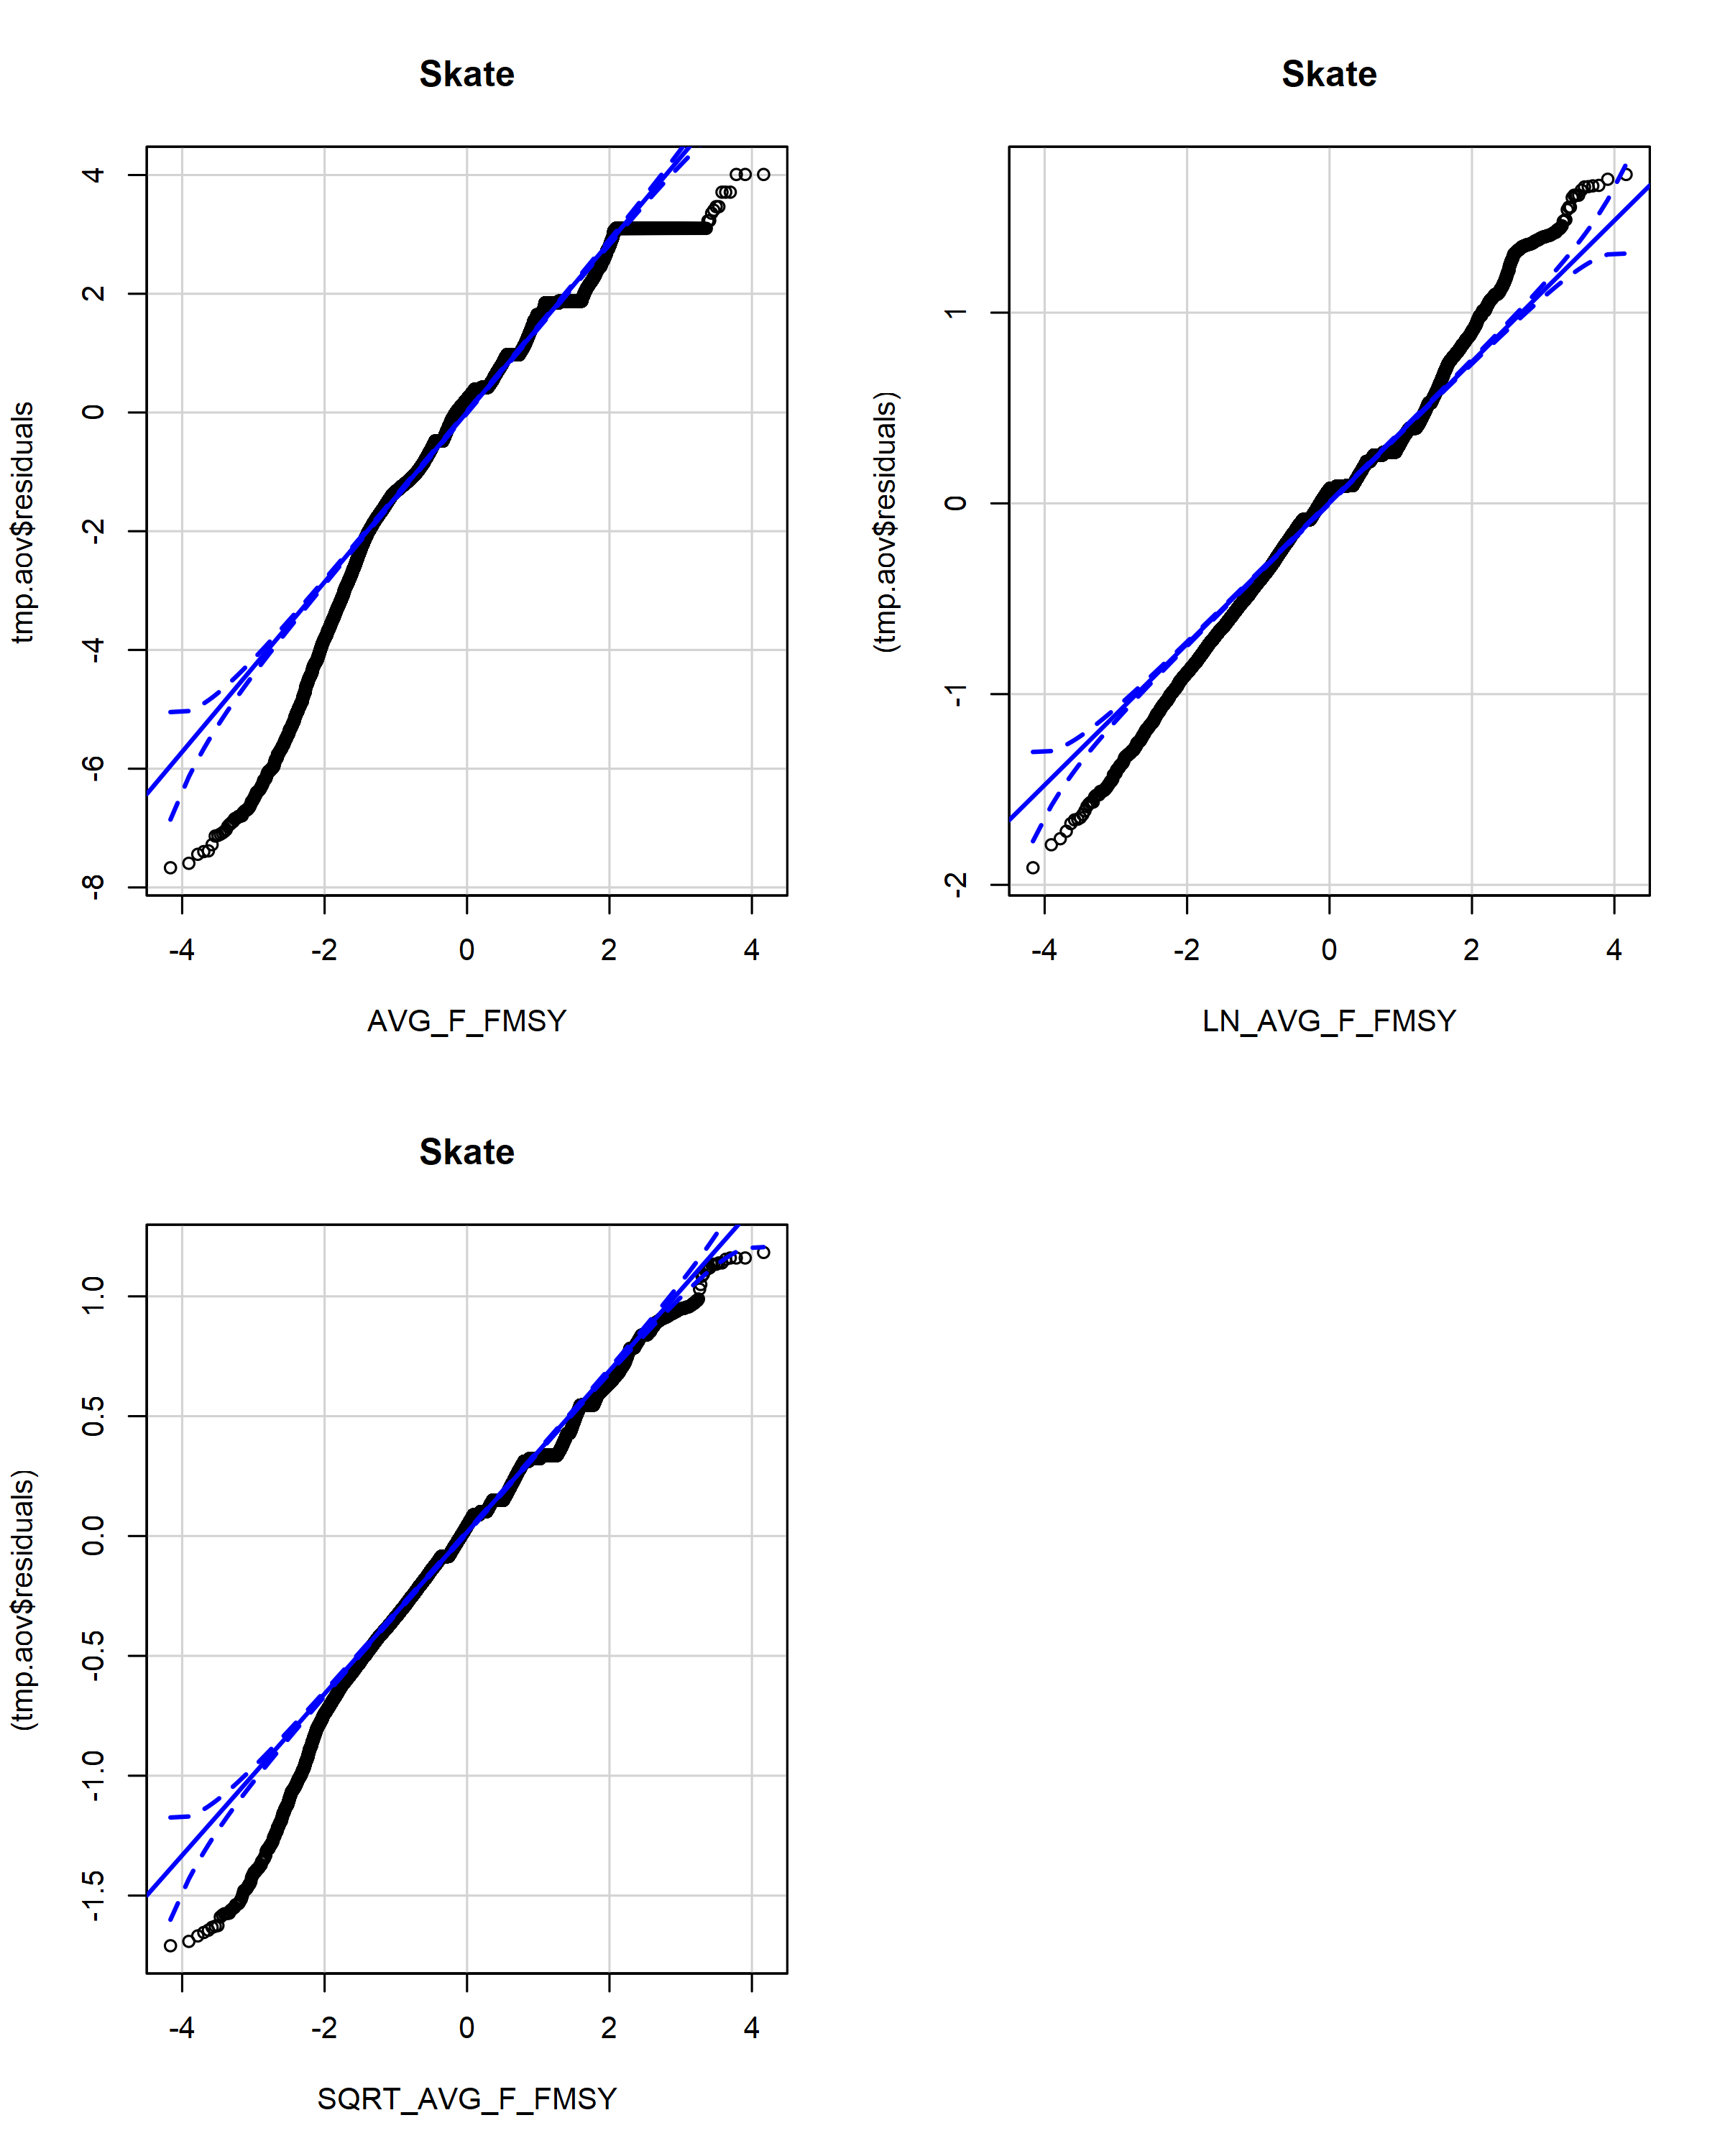 Skate
4
2
0
-2
-4
-6
-8
tmp.aov$residuals
-4 -2 0 2 4
AVG_F_FMSY
Skate
1
0
-1
-2
(tmp.aov$residuals)
-4 -2 0 2 4
LN_AVG_F_FMSY
Skate
1.0
0.5
0.0
-0.5
-1.0
-1.5
(tmp.aov$residuals)
-4 -2 0 2 4
SQRT_AVG_F_FMSY